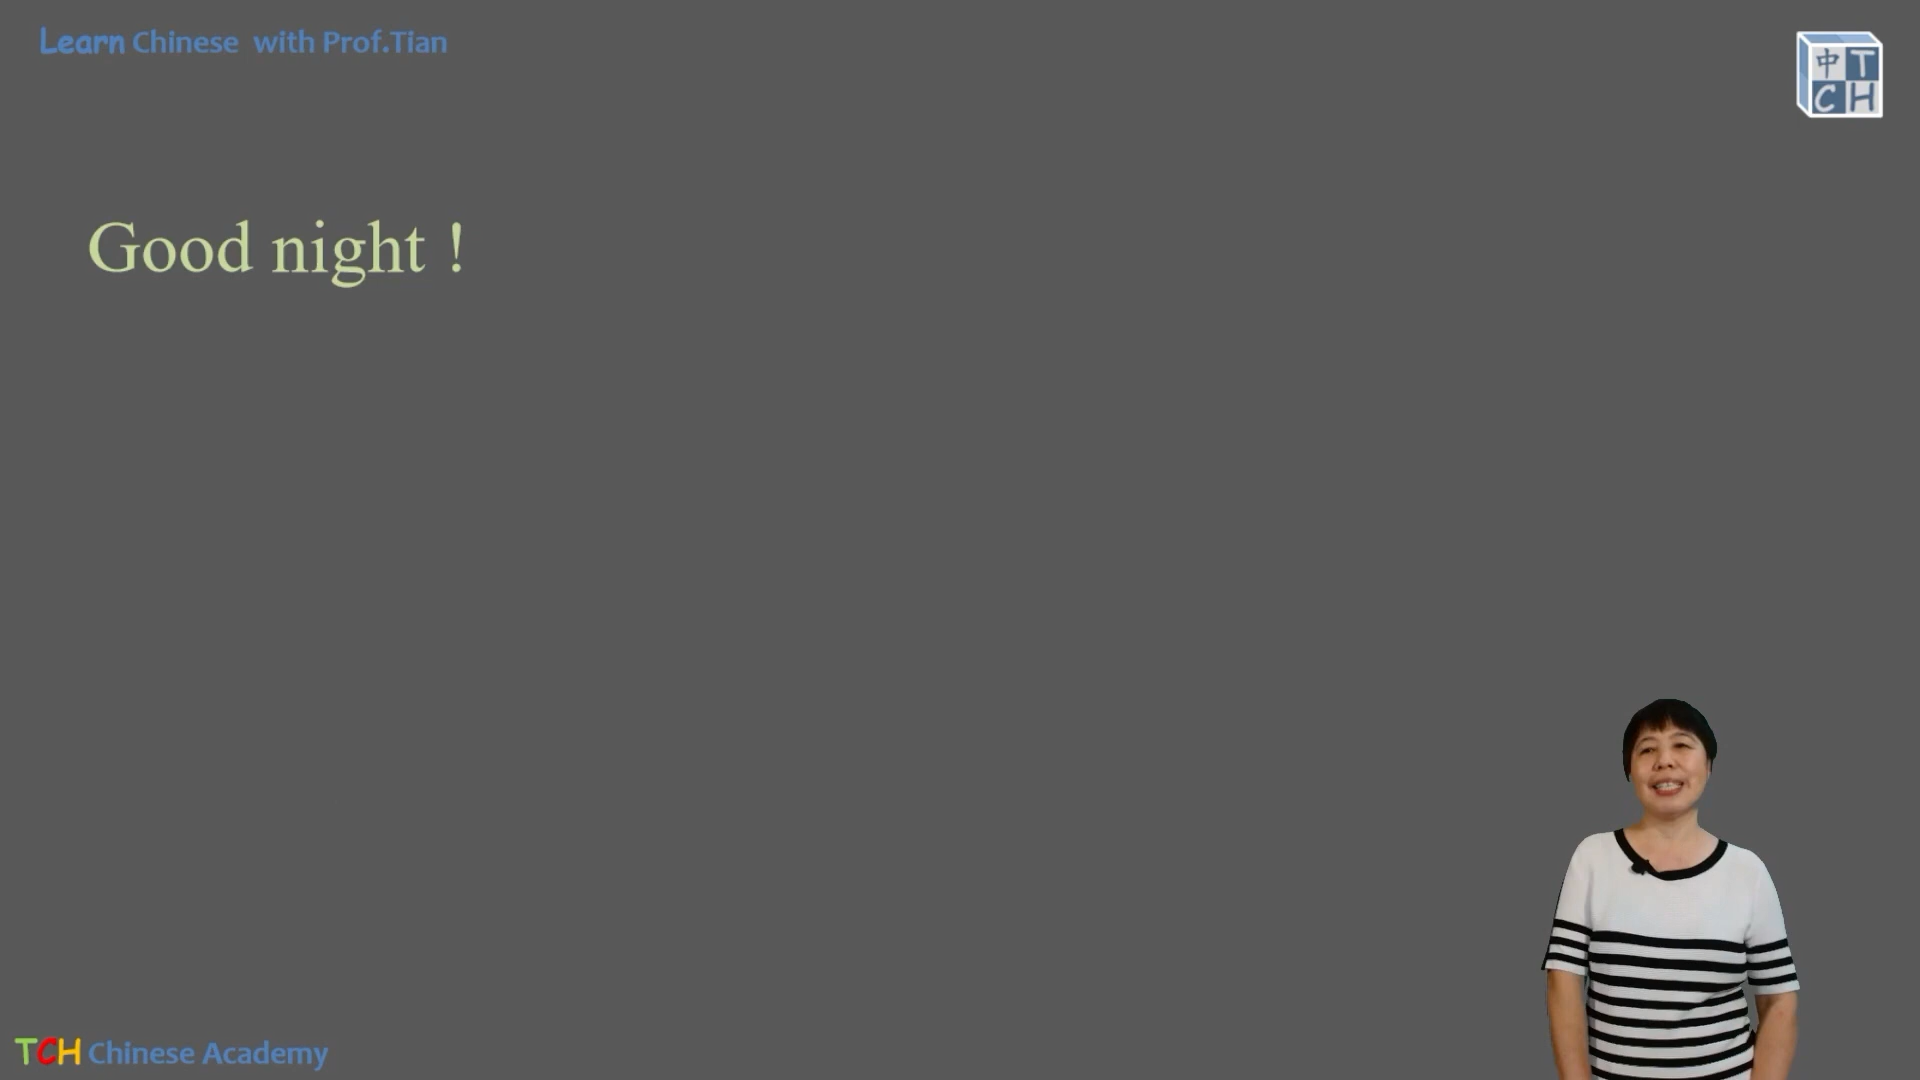 Learn Chinese with Prof.Tian
中T
CH
Good night !
TCH Chinese Academy